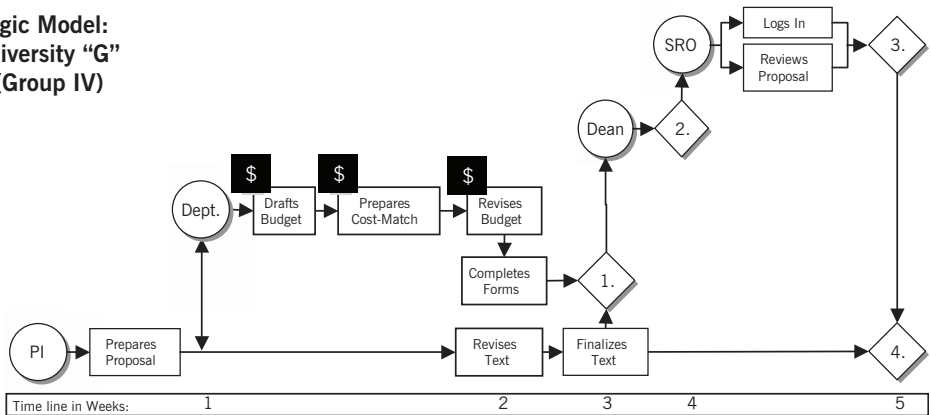 gic Model:
iversity “G”
(Group IV)
SRO
Logs In
Reviews
Proposal
3.
Dean
2.
$
$
$
Dept.
Drafts
Budget
Prepares
Cost-Match
Revises
Budget
Completes
Forms
1.
PI
Prepares
Proposal
Revises
Text
Finalizes
Text
4.
Time line in Weeks: 1 2 3 4 5